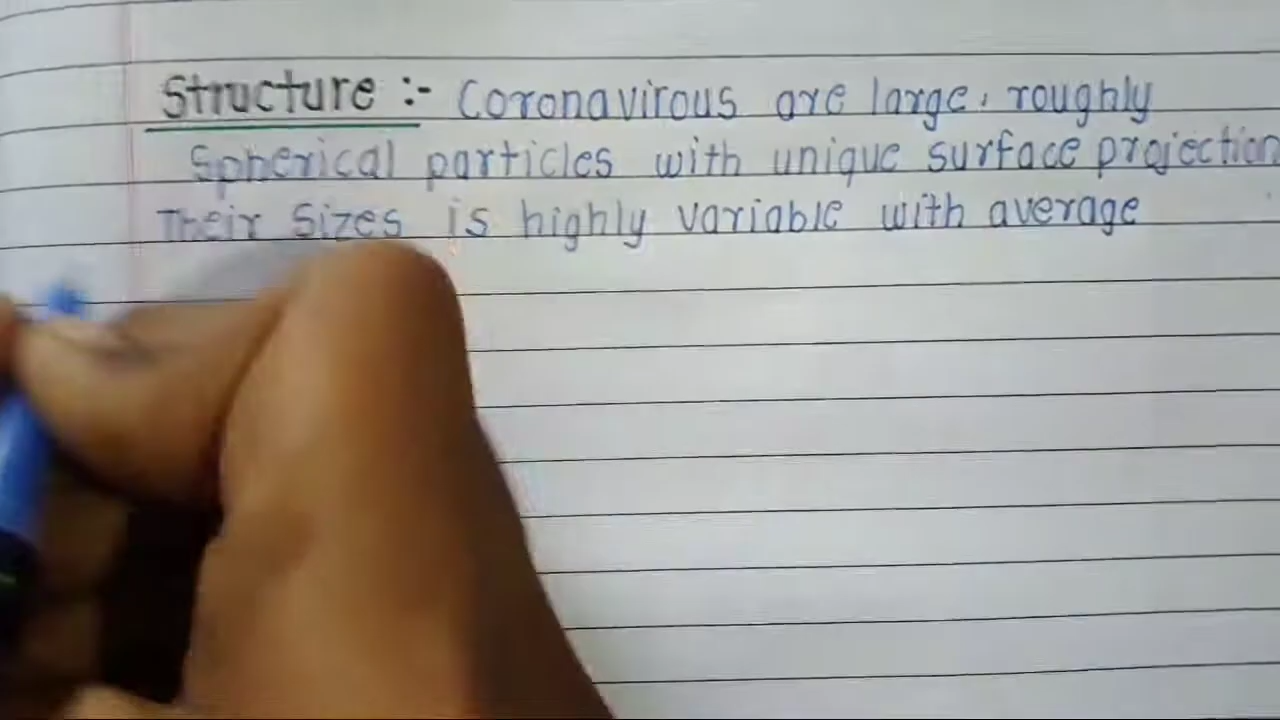 Structure :- Coronavirous are large, roughly
Spherical particles with unique surface projection
Their Sizes is highly variable with average